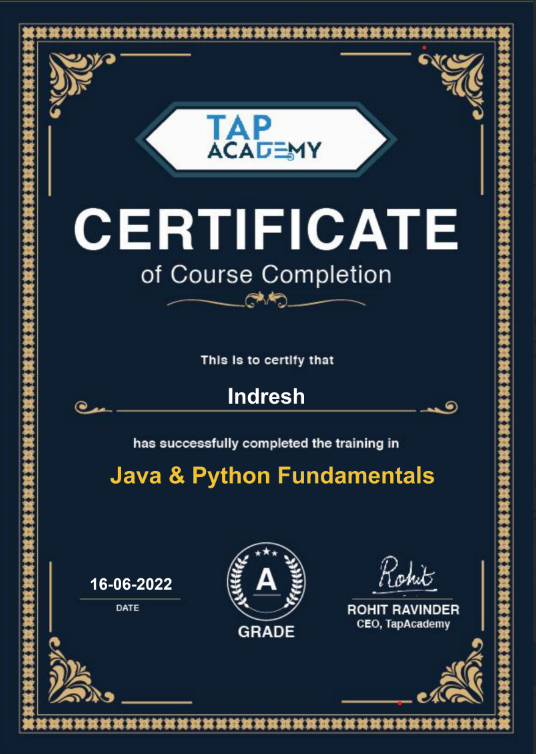 TAP
ACADEMY
CERTIFICATE
of Course Completion
This is to certify that
Indresh
has successfully completed the training in
Java & Python Fundamentals
16-06-2022
DATE
A
GRADE
Rohit
ROHIT RAVINDER
CEO, TapAcademy